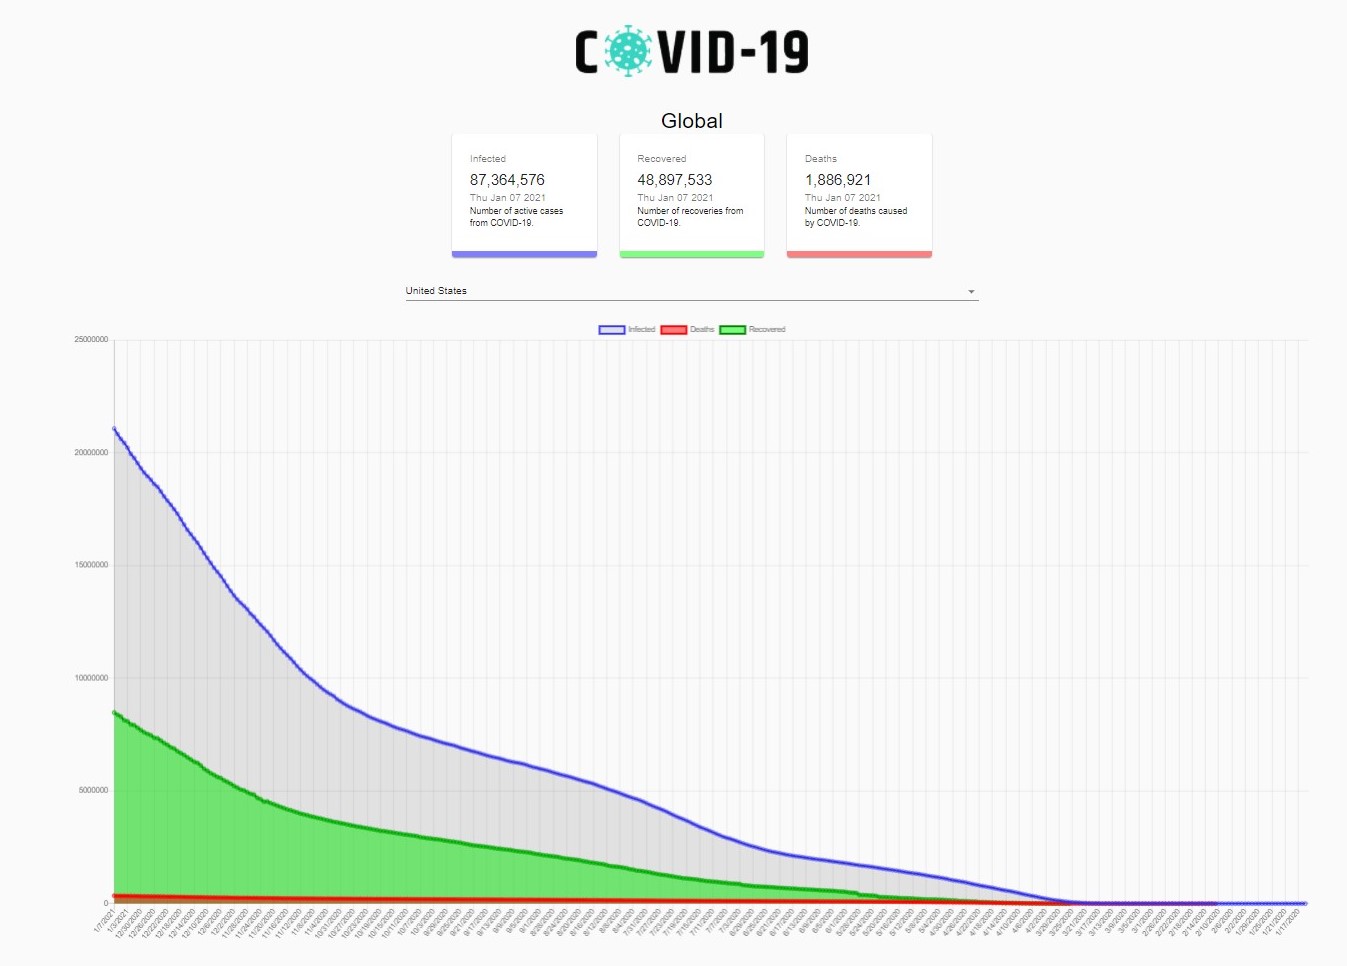 COVID-19
Global
Infected
87,364,576
Thu Jan 07 2021
Number of active cases
from COVID-19.
Recovered
48,897,533
Thu Jan 07 2021
Number of recoveries from
COVID-19.
Deaths
1,886,921
Thu Jan 07 2021
Number of deaths caused
by COVID-19.
United States
Infected Deaths Recovered
25000000
20000000
15000000
10000000
5000000
0
1/7/2021 1/3/2021 12/30/2020 12/26/2020 12/22/2020 12/18/2020 12/14/2020 12/10/2020 12/6/2020 12/2/2020 11/28/2020 11/24/2020 11/20/2020 11/16/2020 11/12/2020 11/8/2020 11/4/2020 10/31/2020 10/27/2020 10/23/2020 10/19/2020 10/15/2020 10/11/2020 10/7/2020 10/3/2020 9/29/2020 9/25/2020 9/21/2020 9/17/2020 9/13/2020 9/9/2020 9/5/2020 9/1/2020 8/28/2020 8/24/2020 8/20/2020 8/16/2020 8/12/2020 8/8/2020 8/4/2020 7/31/2020 7/27/2020 7/23/2020 7/19/2020 7/15/2020 7/11/2020 7/7/2020 7/3/2020 6/29/2020 6/25/2020 6/21/2020 6/17/2020 6/13/2020 6/9/2020 6/5/2020 6/1/2020 5/28/2020 5/24/2020 5/20/2020 5/16/2020 5/12/2020 5/8/2020 5/4/2020 4/30/2020 4/26/2020 4/22/2020 4/18/2020 4/14/2020 4/10/2020 4/6/2020 4/2/2020 3/29/2020 3/25/2020 3/21/2020 3/17/2020 3/13/2020 3/9/2020 3/5/2020 3/1/2020 2/26/2020 2/22/2020 2/18/2020 2/14/2020 2/10/2020 2/6/2020 2/2/2020 1/29/2020 1/25/2020 1/21/2020 1/17/2020